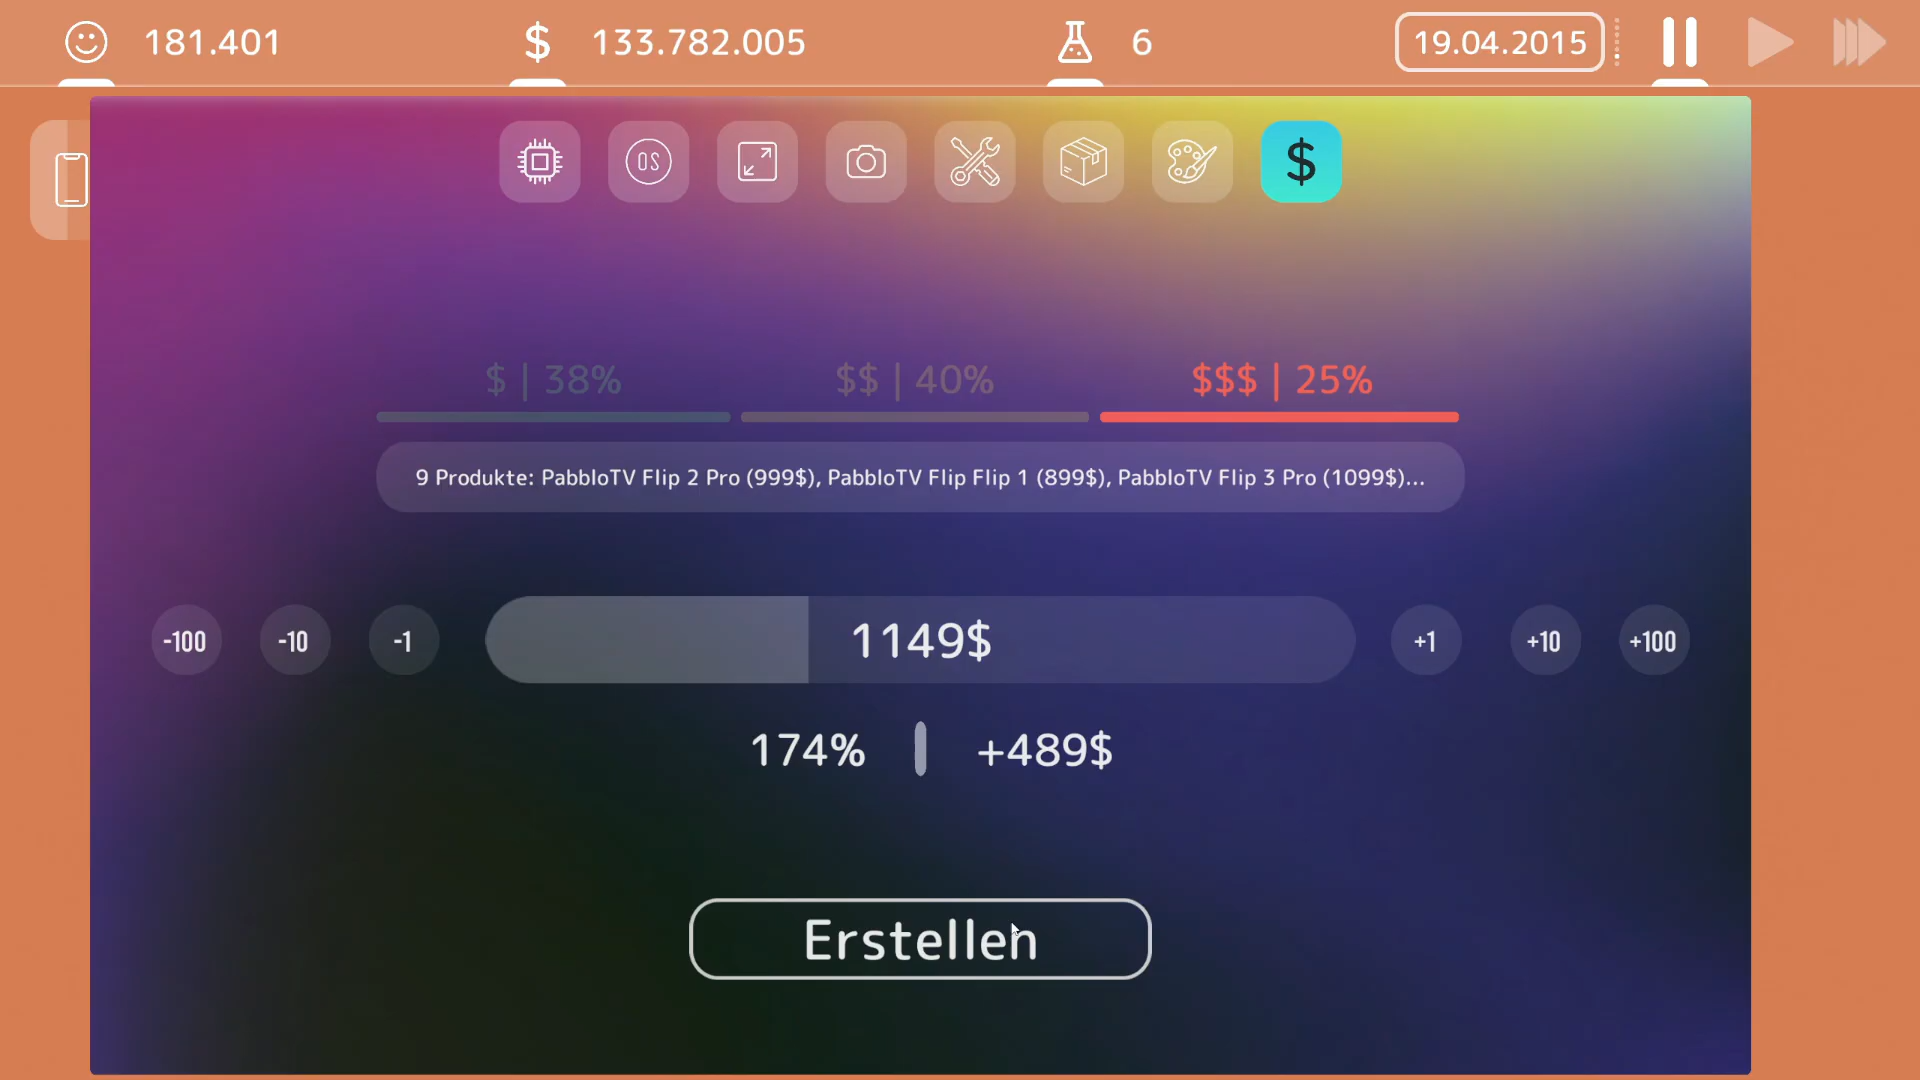 181.401
$ 133.782.005
6
19.04.2015
OS
$
$ | 38%
$$ | 40%
$$$ | 25%
9 Produkte: PabbloTV Flip 2 Pro (999$), PabbloTV Flip Flip 1 (899$), PabbloTV Flip 3 Pro (1099$)...
-100
-10
-1
1149$
+1
+10
+100
174%
+489$
Erstellen